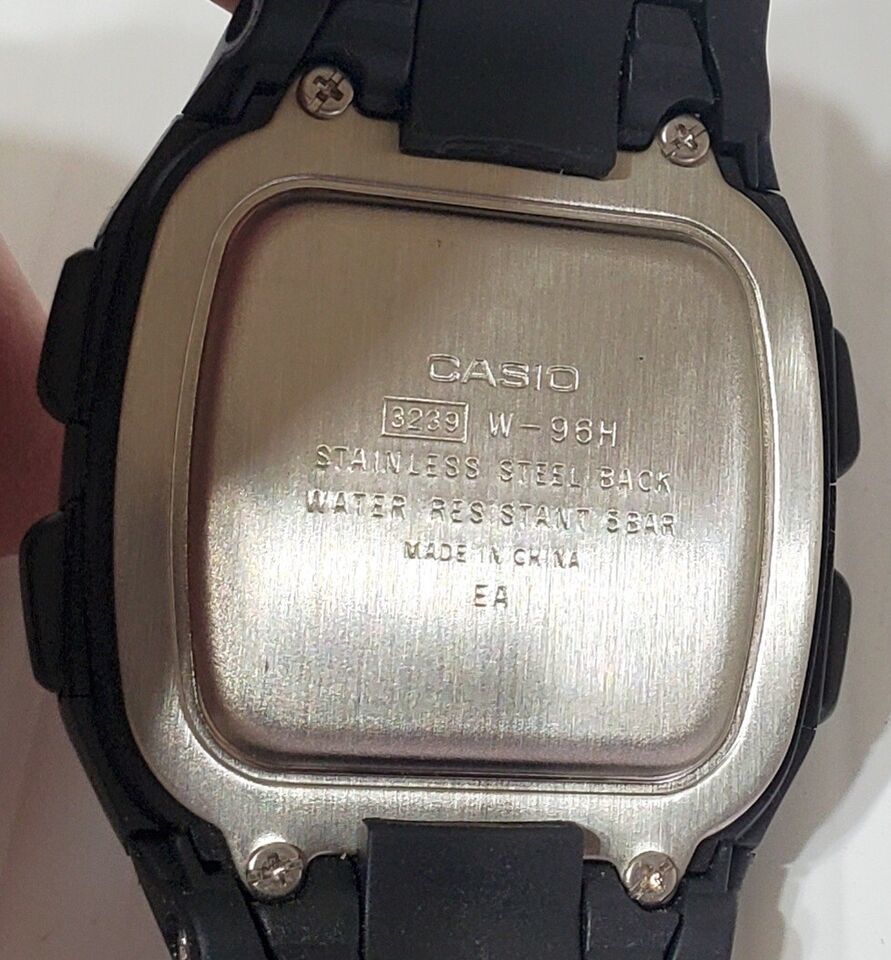 CASIO
3239 W-96H
STAINLESS STEEL BACK
WATER RESISTANT 5BAR
MADE IN CHINA
EA